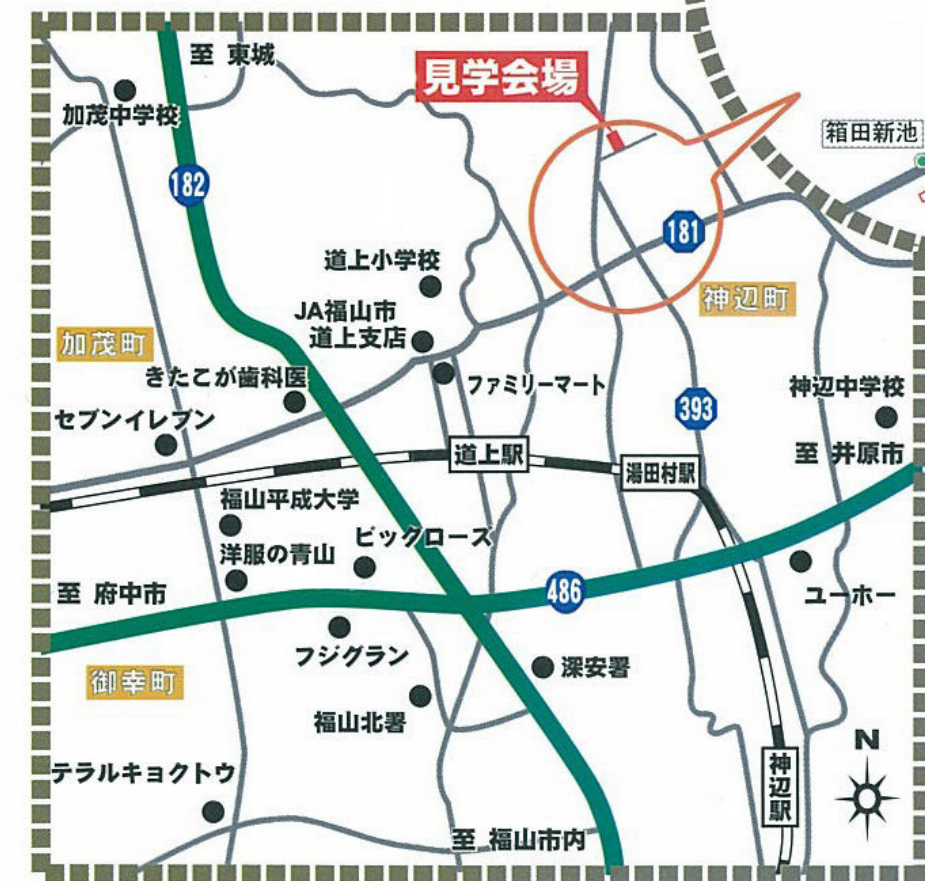 至 東城
見学会場
加茂中学校
箱田新池
182
181
道上小学校
神辺町
JA福山市
道上支店
加茂町
きたこが歯科医
ファミリーマート
393
神辺中学校
セブンイレブン
道上駅
至 井原市
湯田村駅
福山平成大学
ビッグローズ
洋服の青山
至 府中市
486
ユーホー
フジグラン
深安署
御幸町
福山北署
N
テラルキョクトウ
神辺駅
至 福山市内